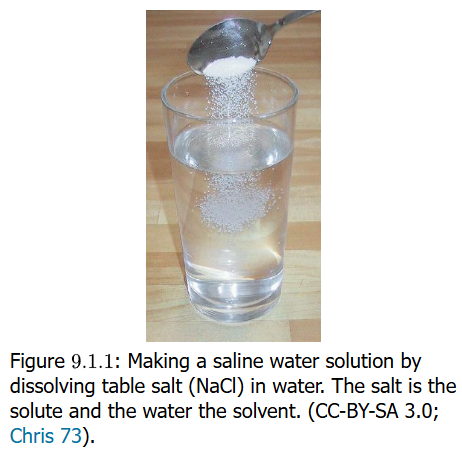 Figure 9.1.1: Making a saline water solution by
dissolving table salt (NaCl) in water. The salt is the
solute and the water the solvent. (CC-BY-SA 3.0;
Chris 73).